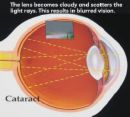 The lens becomes cloudy and scatters the
light rays. This results in blurred vision.
Cataract